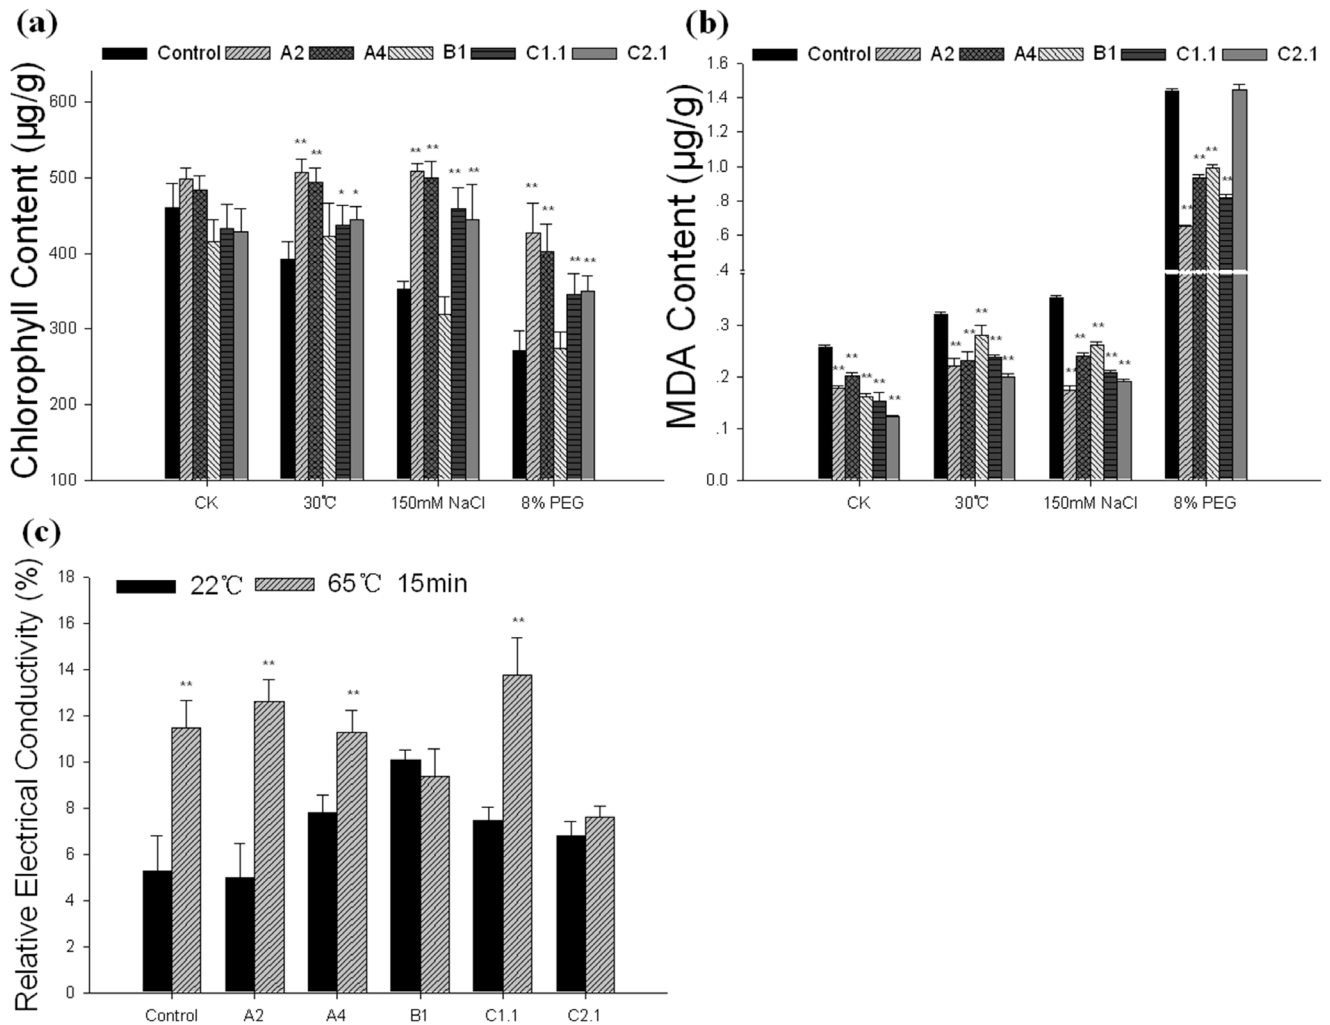 (a)
Control A2 A4 B1 C1.1 C2.1
Chlorophyll Content (µg/g)
600
500
400
300
200
100
CK 30℃ 150mM NaCl 8% PEG
** ** * * ** ** ** ** ** ** ** **
(b)
Control A2 A4 B1 C1.1 C2.1
MDA Content (µg/g)
1.6
1.4
1.2
1.0
.8
.6
.4
.3
.2
.1
0.0
CK 30℃ 150mM NaCl 8% PEG
** ** ** ** ** ** ** ** ** ** ** ** ** ** ** ** ** ** **
(c)
22℃ 65℃ 15min
Relative Electrical Conductivity (%)
18
16
14
12
10
8
6
4
2
0
** ** ** **
Control A2 A4 B1 C1.1 C2.1